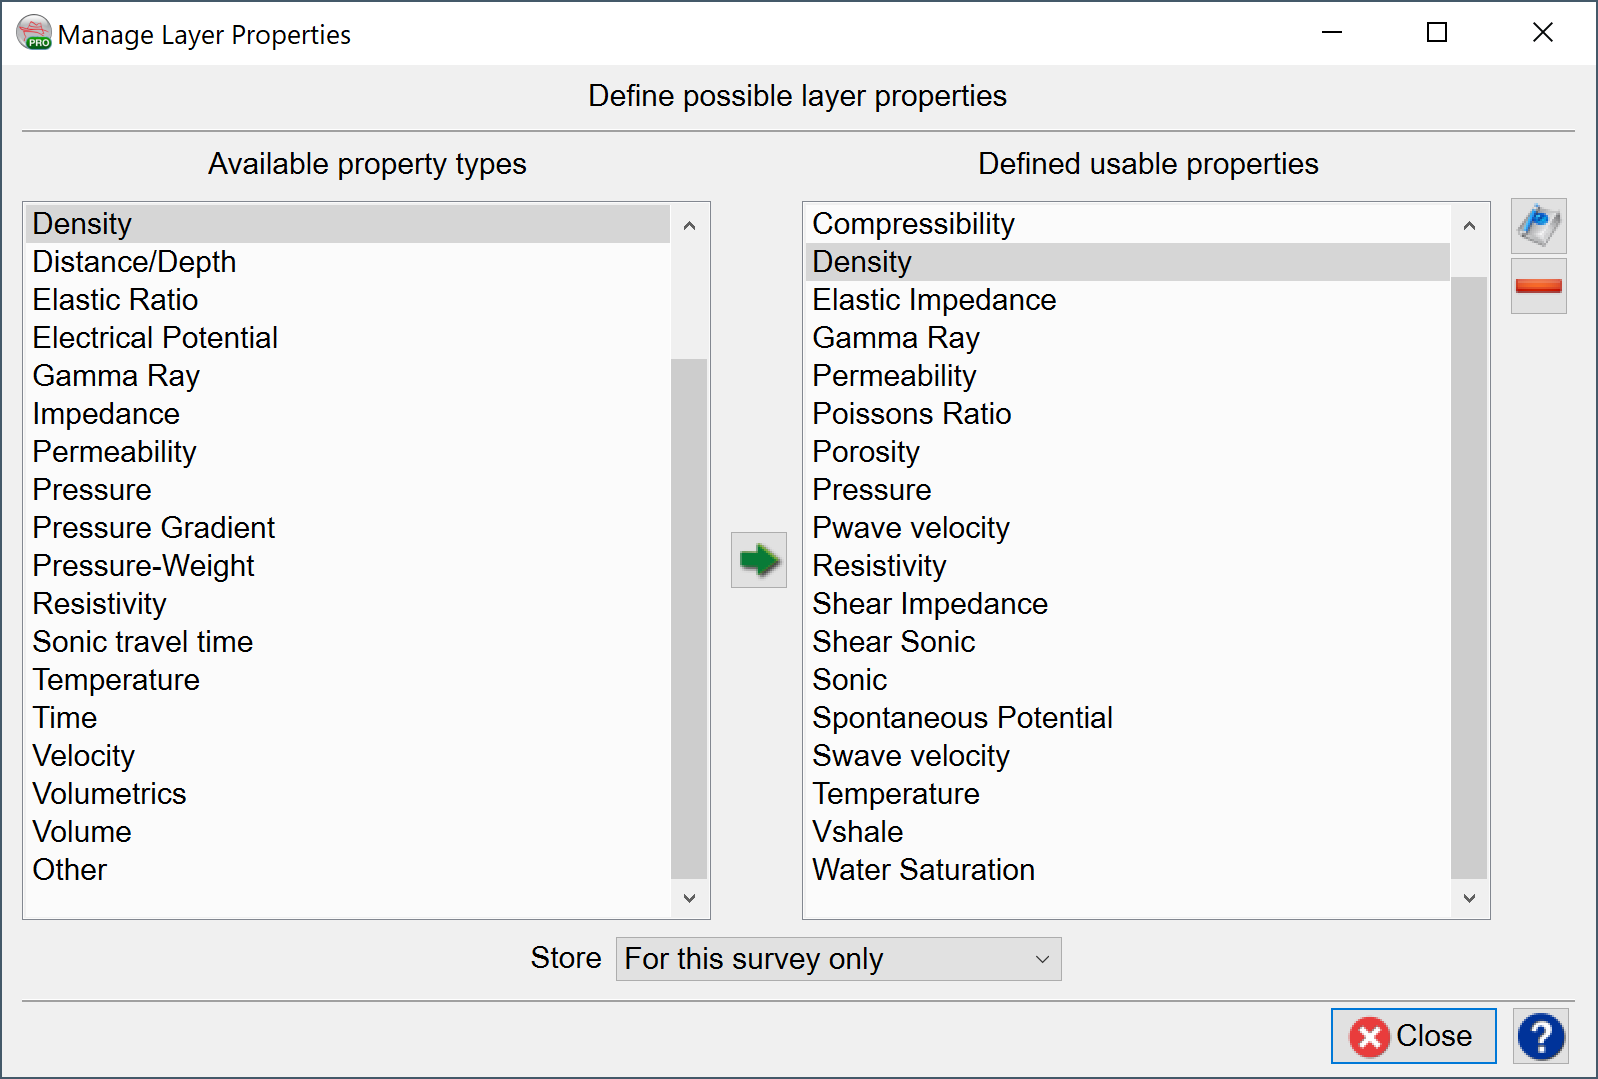 PRO Manage Layer Properties
Define possible layer properties
Available property types
Density
Distance/Depth
Elastic Ratio
Electrical Potential
Gamma Ray
Impedance
Permeability
Pressure
Pressure Gradient
Pressure-Weight
Resistivity
Sonic travel time
Temperature
Time
Velocity
Volumetrics
Volume
Other
Defined usable properties
Compressibility
Density
Elastic Impedance
Gamma Ray
Permeability
Poissons Ratio
Porosity
Pressure
Pwave velocity
Resistivity
Shear Impedance
Shear Sonic
Sonic
Spontaneous Potential
Swave velocity
Temperature
Vshale
Water Saturation
Store For this survey only
Close ?